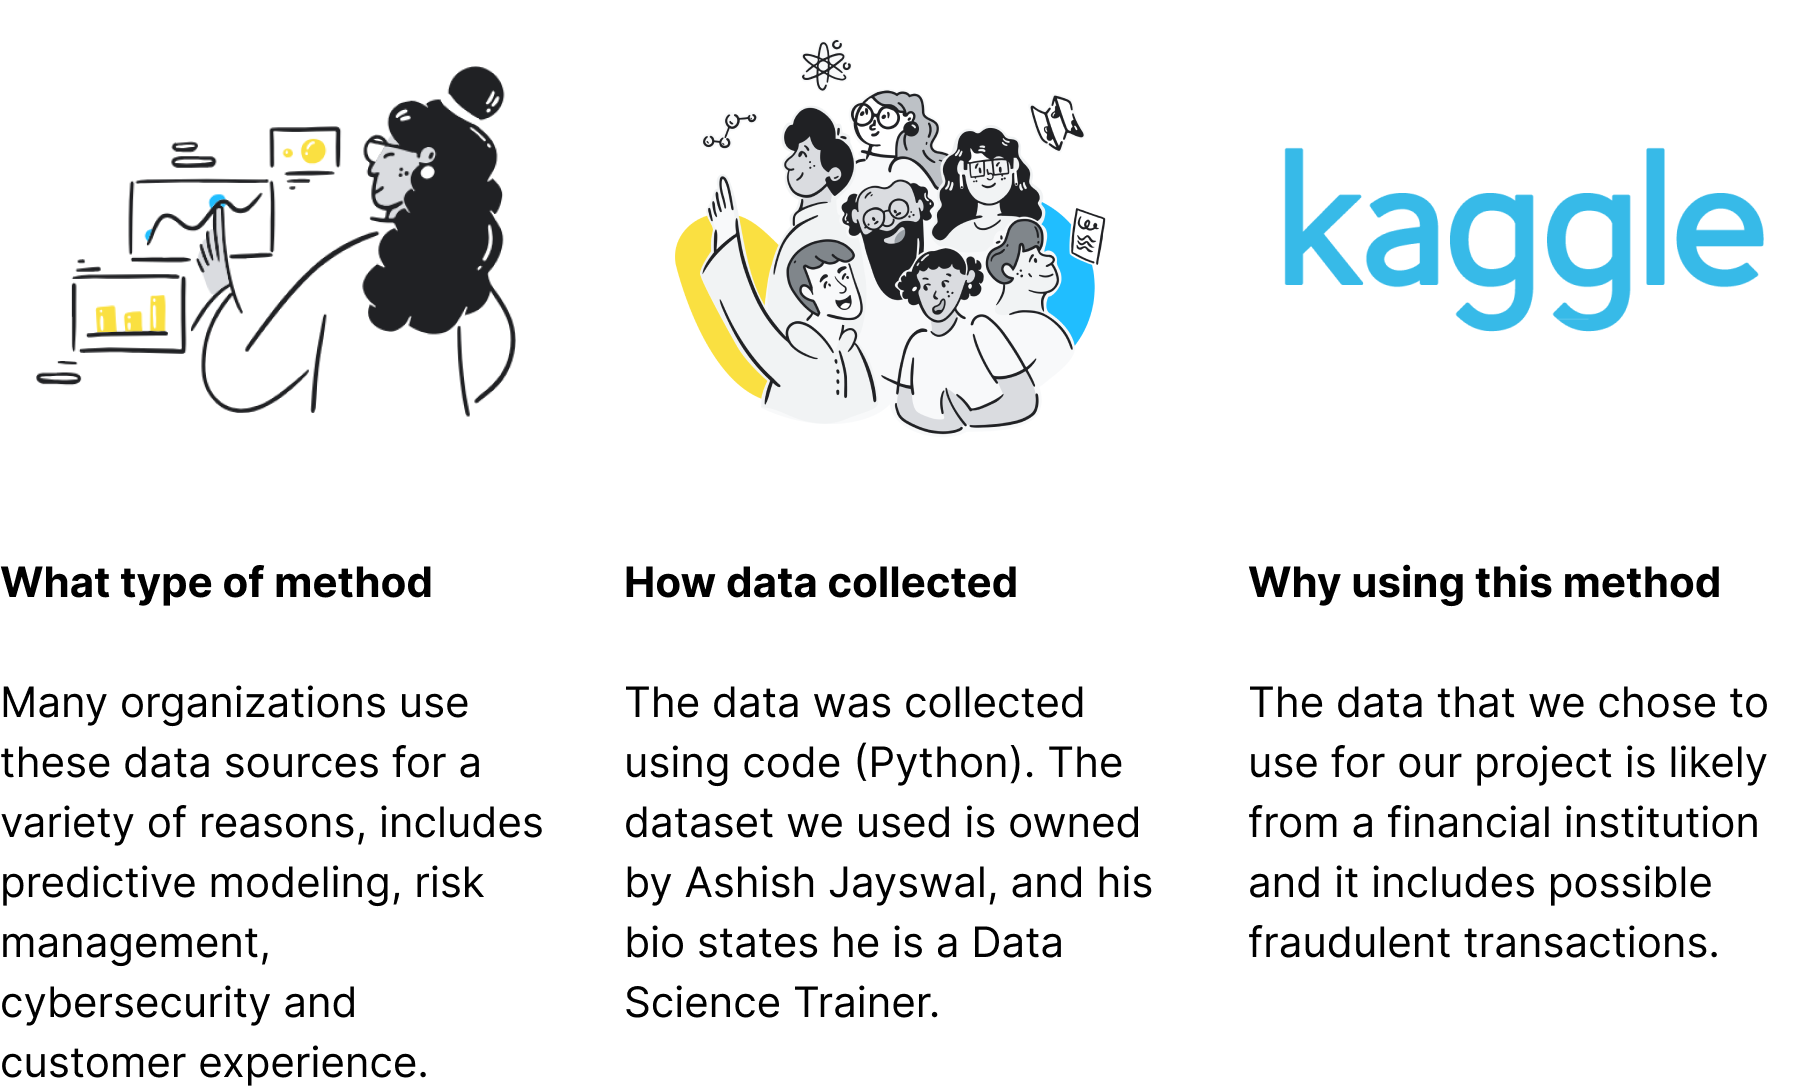 kaggle
What type of method
Many organizations use
these data sources for a
variety of reasons, includes
predictive modeling, risk
management,
cybersecurity and
customer experience.
How data collected
The data was collected
using code (Python). The
dataset we used is owned
by Ashish Jayswal, and his
bio states he is a Data
Science Trainer.
Why using this method
The data that we chose to
use for our project is likely
from a financial institution
and it includes possible
fraudulent transactions.